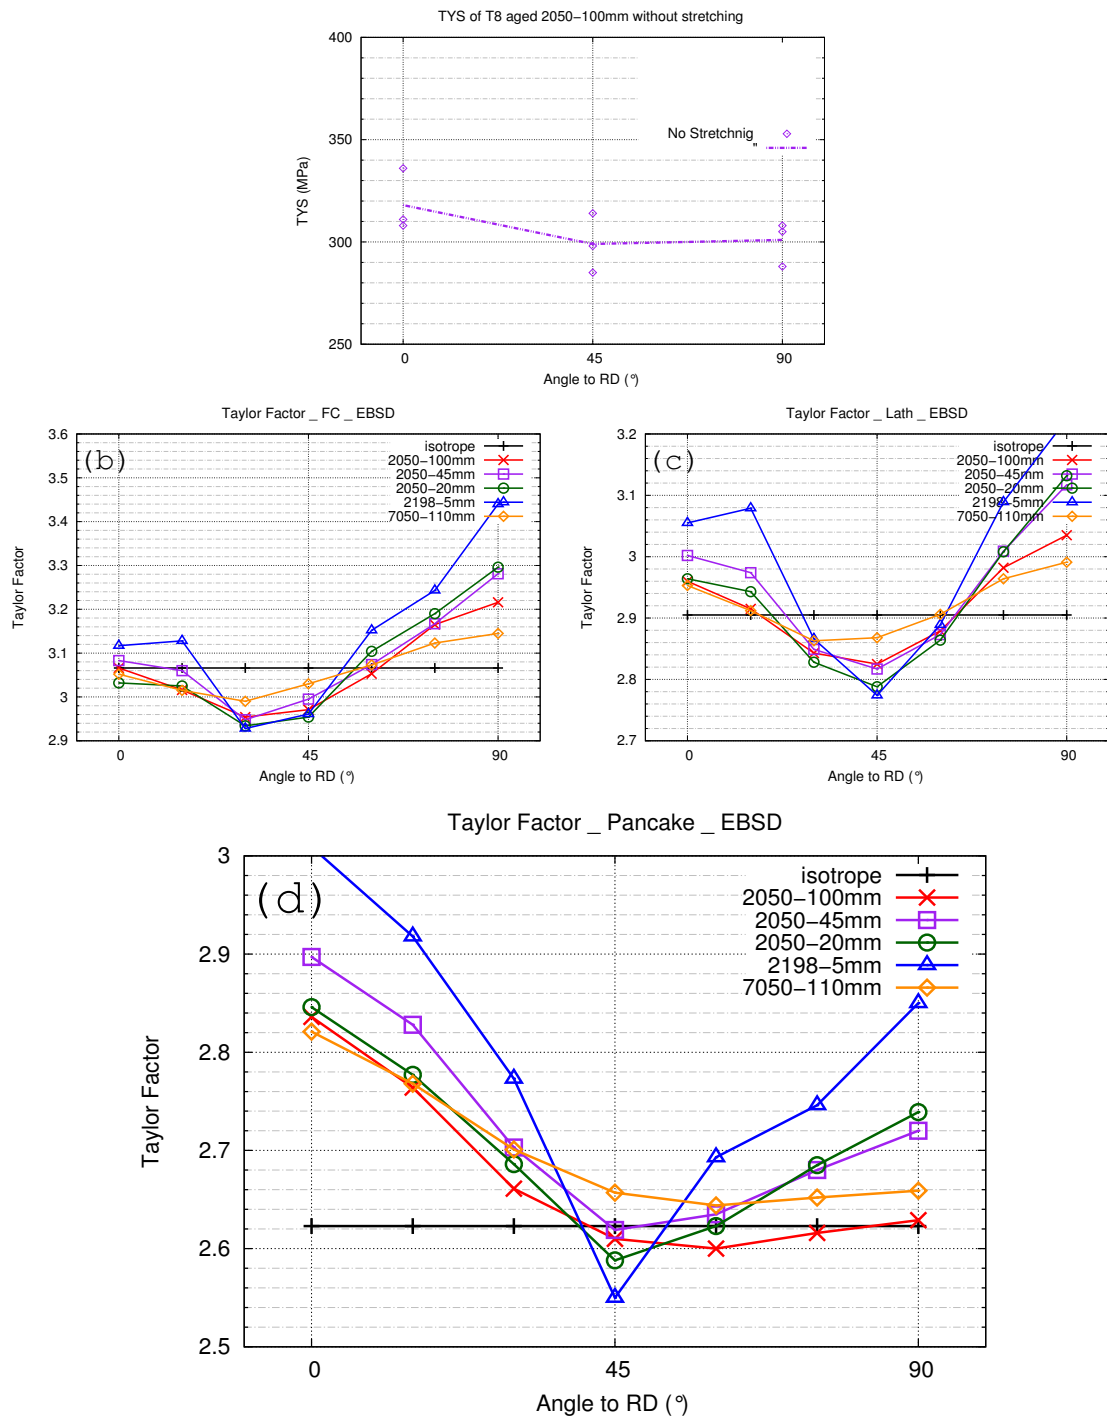 TYS of T8 aged 2050−100mm without stretching
400
350
300
250
TYS (MPa)
No Stretchnig
"
0 45 90
Angle to RD (°)
Taylor Factor _ FC _ EBSD
(b)
3.6
3.5
3.4
3.3
3.2
3.1
3
2.9
Taylor Factor
isotrope
2050−100mm
2050−45mm
2050−20mm
2198−5mm
7050−110mm
0 45 90
Angle to RD (°)
Taylor Factor _ Lath _ EBSD
(c)
3.2
3.1
3
2.9
2.8
2.7
Taylor Factor
isotrope
2050−100mm
2050−45mm
2050−20mm
2198−5mm
7050−110mm
0 45 90
Angle to RD (°)
Taylor Factor _ Pancake _ EBSD
(d)
3
2.9
2.8
2.7
2.6
2.5
Taylor Factor
isotrope
2050−100mm
2050−45mm
2050−20mm
2198−5mm
7050−110mm
0 45 90
Angle to RD (°)